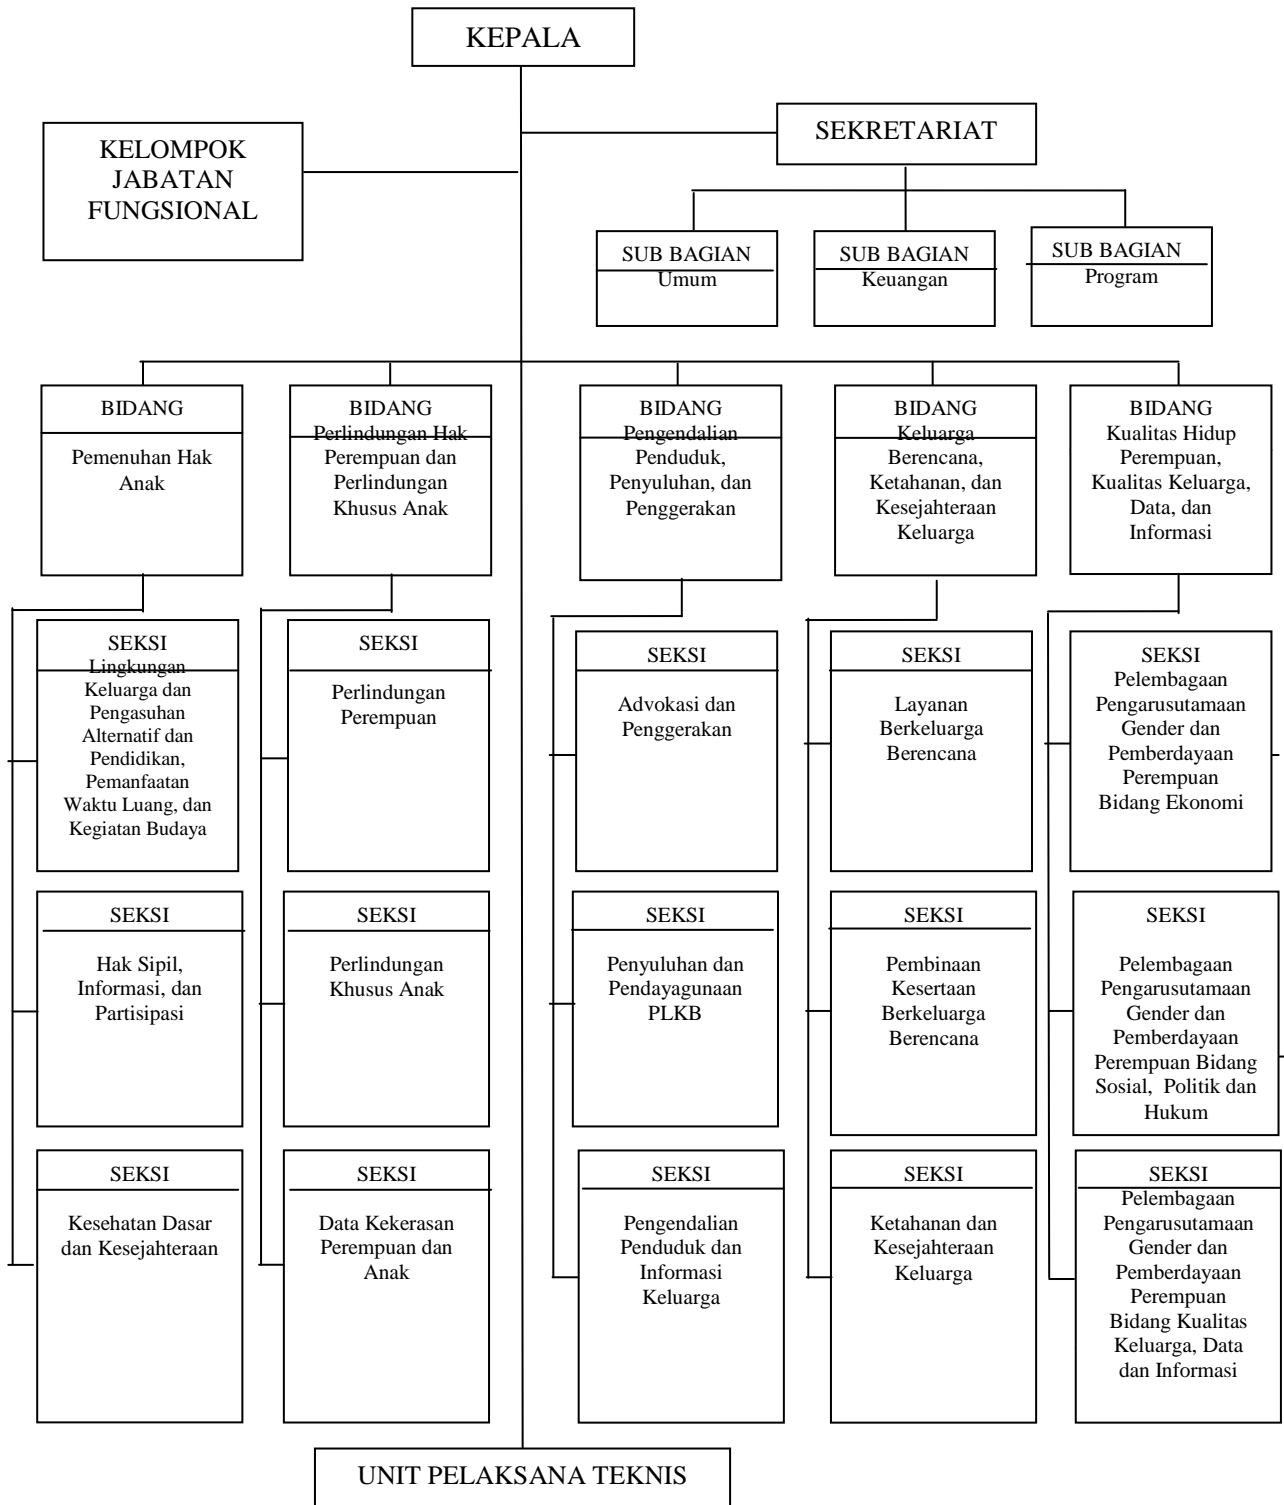 KEPALA
SEKRETARIAT
KELOMPOK
JABATAN
FUNGSIONAL
SUB BAGIAN
Umum
SUB BAGIAN
Keuangan
SUB BAGIAN
Program
BIDANG
Pemenuhan Hak
Anak
BIDANG
Perlindungan Hak
Perempuan dan
Perlindungan
Khusus Anak
BIDANG
Pengendalian
Penduduk,
Penyuluhan, dan
Penggerakan
BIDANG
Keluarga
Berencana,
Ketahanan, dan
Kesejahteraan
Keluarga
BIDANG
Kualitas Hidup
Perempuan,
Kualitas Keluarga,
Data, dan
Informasi
SEKSI
Lingkungan
Keluarga dan
Pengasuhan
Alternatif dan
Pendidikan,
Pemanfaatan
Waktu Luang, dan
Kegiatan Budaya
SEKSI
Perlindungan
Perempuan
SEKSI
Advokasi dan
Penggerakan
SEKSI
Layanan
Berkeluarga
Berencana
SEKSI
Pelembagaan
Pengarusutamaan
Gender dan
Pemberdayaan
Perempuan
Bidang Ekonomi
SEKSI
Hak Sipil,
Informasi, dan
Partisipasi
SEKSI
Perlindungan
Khusus Anak
SEKSI
Penyuluhan dan
Pendayagunaan
PLKB
SEKSI
Pembinaan
Kesertaan
Berkeluarga
Berencana
SEKSI
Pelembagaan
Pengarusutamaan
Gender dan
Pemberdayaan
Perempuan Bidang
Sosial, Politik dan
Hukum
SEKSI
Kesehatan Dasar
dan Kesejahteraan
SEKSI
Data Kekerasan
Perempuan dan
Anak
SEKSI
Pengendalian
Penduduk dan
Informasi
Keluarga
SEKSI
Ketahanan dan
Kesejahteraan
Keluarga
SEKSI
Pelembagaan
Pengarusutamaan
Gender dan
Pemberdayaan
Perempuan
Bidang Kualitas
Keluarga, Data
dan Informasi
UNIT PELAKSANA TEKNIS